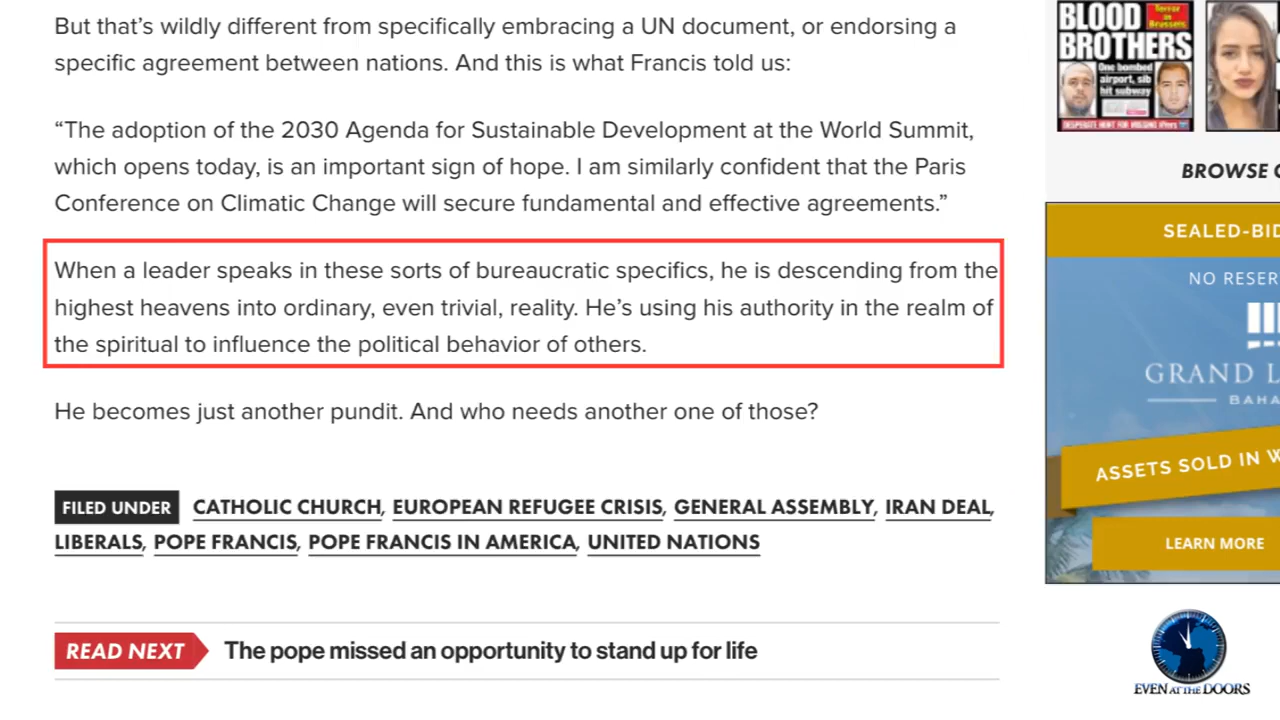 But that’s wildly different from specifically embracing a UN document, or endorsing a
specific agreement between nations. And this is what Francis told us:
“The adoption of the 2030 Agenda for Sustainable Development at the World Summit,
which opens today, is an important sign of hope. I am similarly confident that the Paris
Conference on Climatic Change will secure fundamental and effective agreements.”
When a leader speaks in these sorts of bureaucratic specifics, he is descending from the
highest heavens into ordinary, even trivial, reality. He’s using his authority in the realm of
the spiritual to influence the political behavior of others.
He becomes just another pundit. And who needs another one of those?
FILED UNDER CATHOLIC CHURCH, EUROPEAN REFUGEE CRISIS, GENERAL ASSEMBLY, IRAN DEAL,
LIBERALS, POPE FRANCIS, POPE FRANCIS IN AMERICA, UNITED NATIONS
READ NEXT The pope missed an opportunity to stand up for life
BLOOD
BROTHERS
Terror
in
Brussels
One bombed
airport, sib
hit subway
BROWSE
SEALED-BID
NO RESER
GRAND L
BAHA
ASSETS SOLD IN
LEARN MORE
EVEN AT THE DOORS